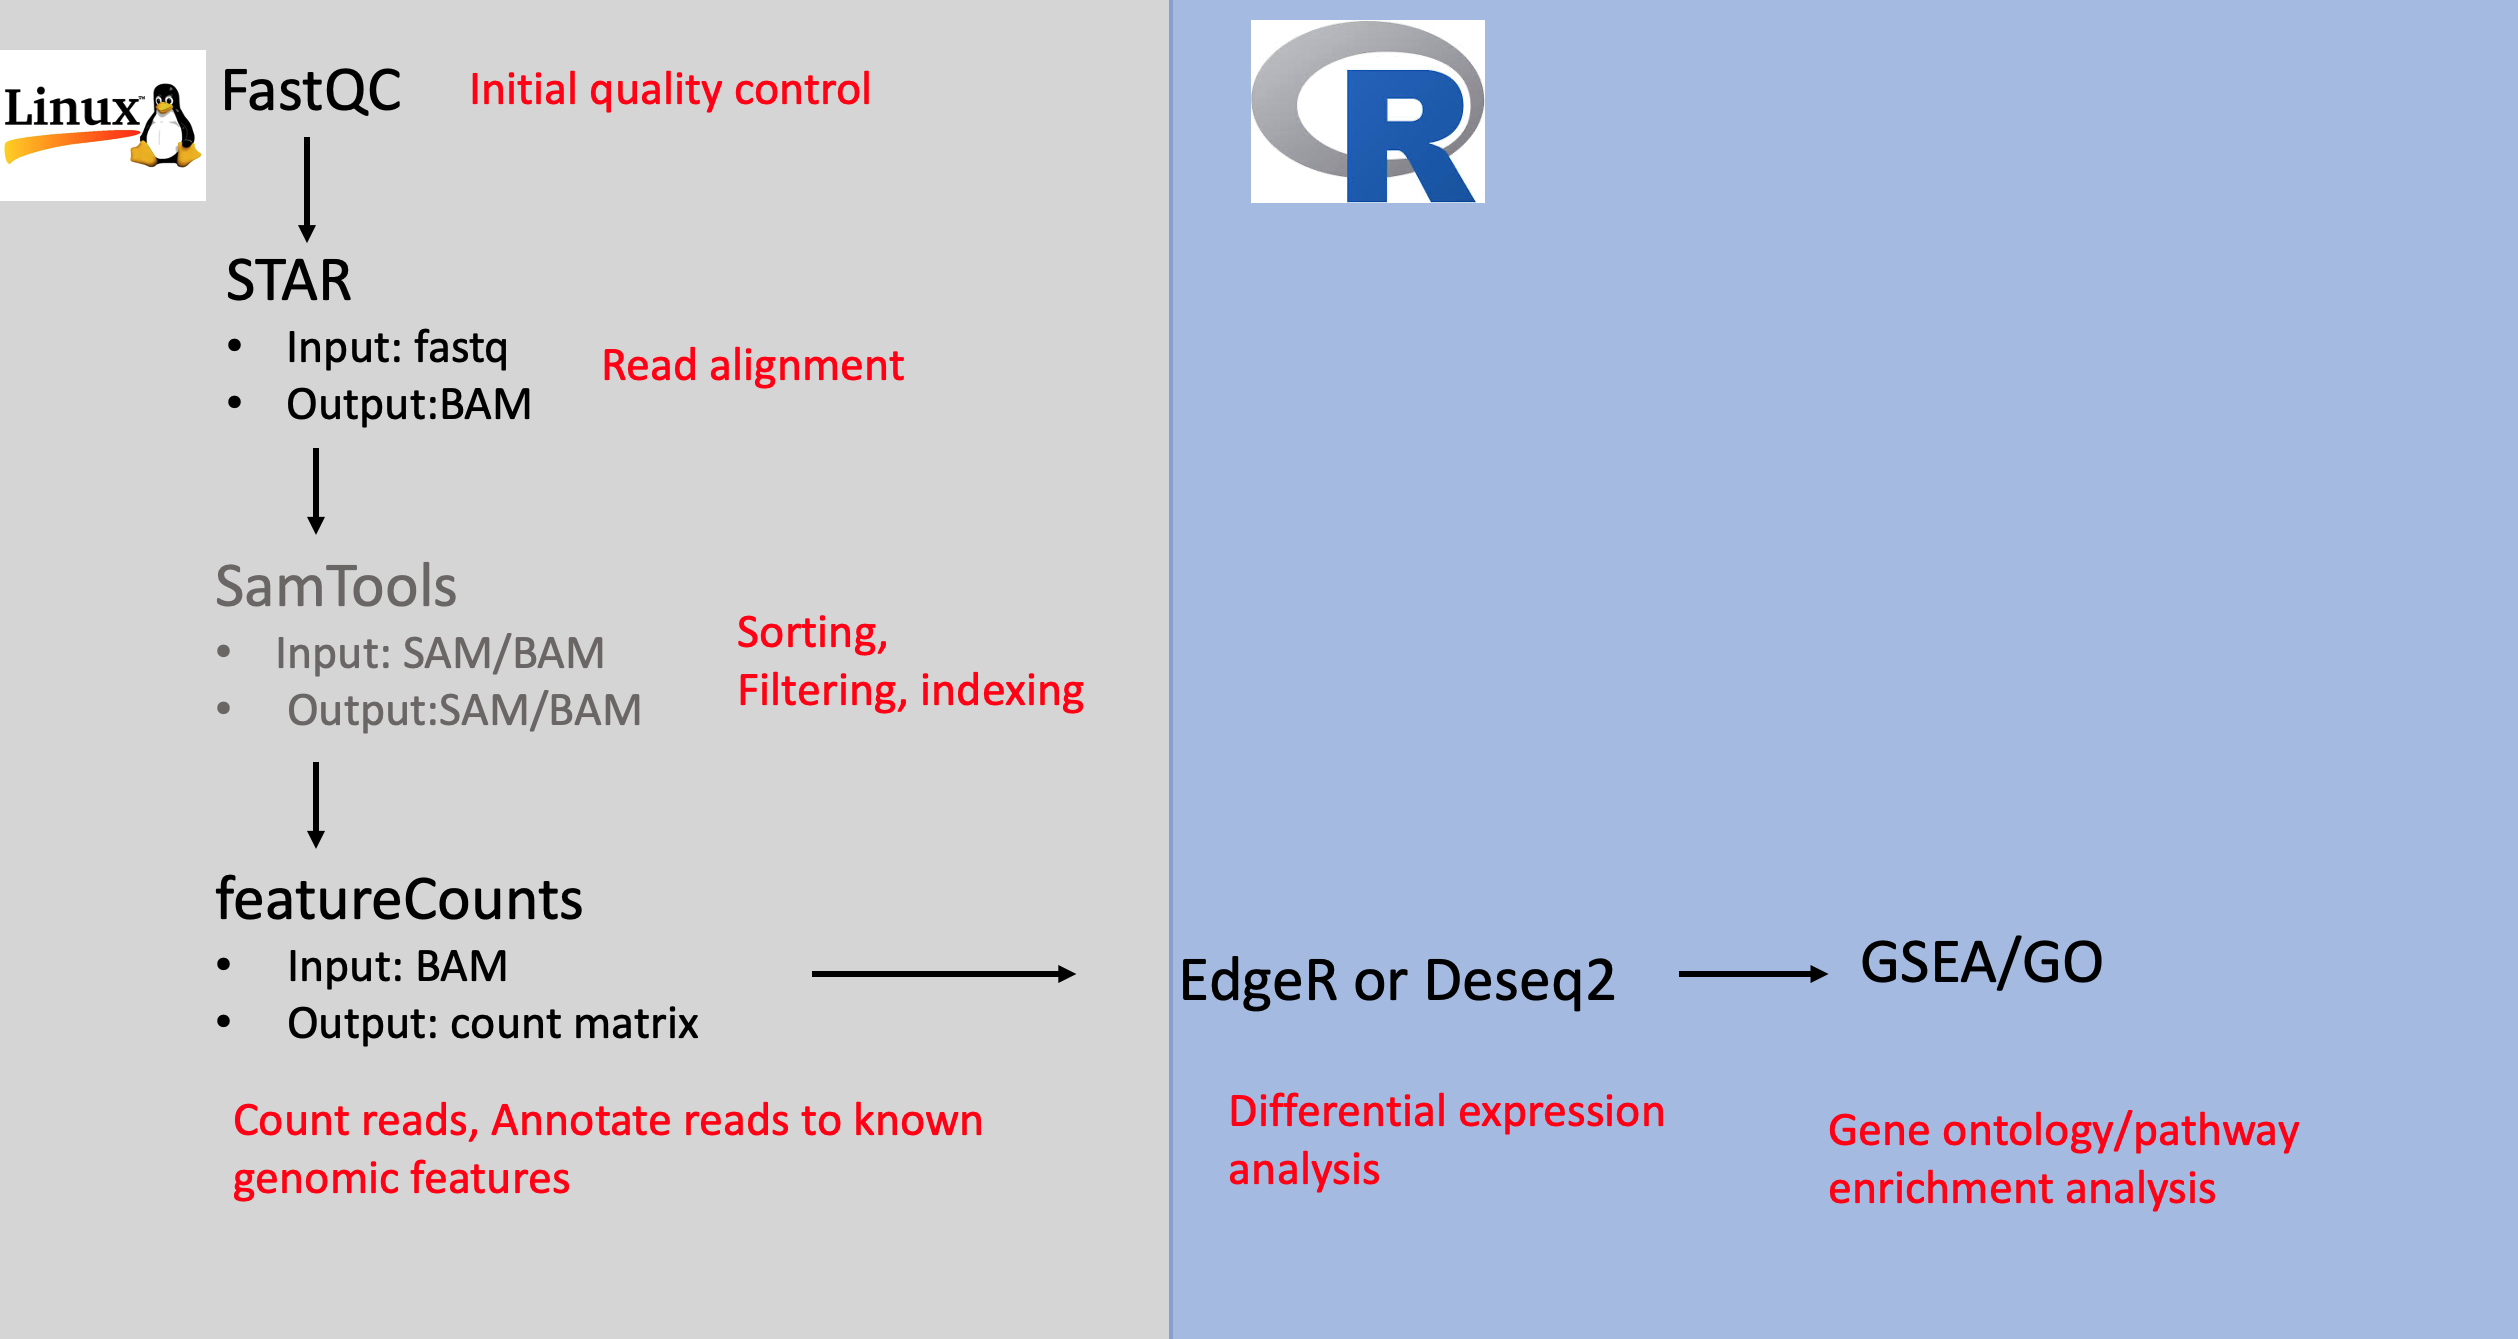 Linux™
FastQC
Initial quality control
STAR
• Input: fastq
• Output:BAM
Read alignment
SamTools
• Input: SAM/BAM
• Output:SAM/BAM
Sorting,
Filtering, indexing
featureCounts
• Input: BAM
• Output: count matrix
Count reads, Annotate reads to known
genomic features
R
EdgeR or Deseq2
Differential expression
analysis
GSEA/GO
Gene ontology/pathway
enrichment analysis